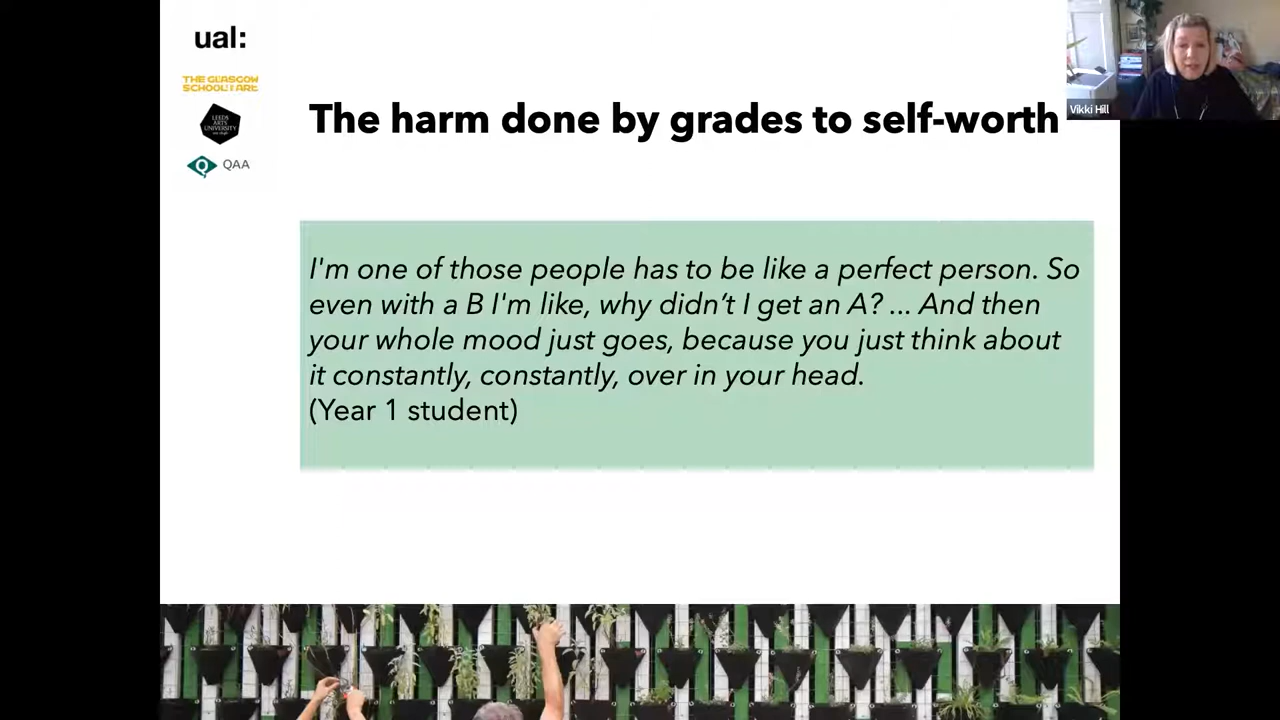 ual:
THE GLASGOW
SCHOOL OF ART
LEEDS
ARTS
UNIVERSITY
QAA
The harm done by grades to self-worth
Vikki Hill
I'm one of those people has to be like a perfect person. So
even with a B I'm like, why didn’t I get an A? ... And then
your whole mood just goes, because you just think about
it constantly, constantly, over in your head.
(Year 1 student)